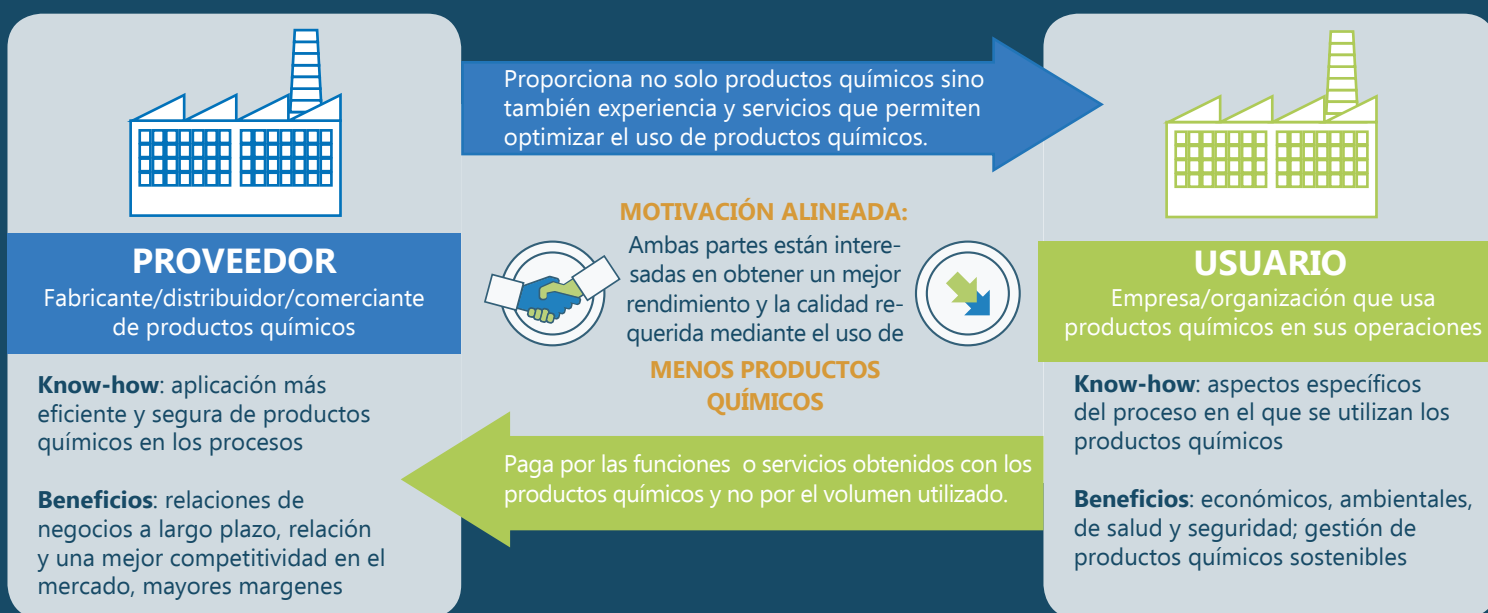 PROVEEDOR
Fabricante/distribuidor/comerciante
de productos químicos
Know-how: aplicación más
eficiente y segura de productos
químicos en los procesos
Beneficios: relaciones de
negocios a largo plazo, relación
y una mejor competitividad en el
mercado, mayores margenes
Proporciona no solo productos químicos sino
también experiencia y servicios que permiten
optimizar el uso de productos químicos.
MOTIVACIÓN ALINEADA:
Ambas partes están intere-
sadas en obtener un mejor
rendimiento y la calidad re-
querida mediante el uso de
MENOS PRODUCTOS
QUÍMICOS
Paga por las funciones o servicios obtenidos con los
productos químicos y no por el volumen utilizado.
USUARIO
Empresa/organización que usa
productos químicos en sus operaciones
Know-how: aspectos específicos
del proceso en el que se utilizan los
productos químicos
Beneficios: económicos, ambientales,
de salud y seguridad; gestión de
productos químicos sostenibles